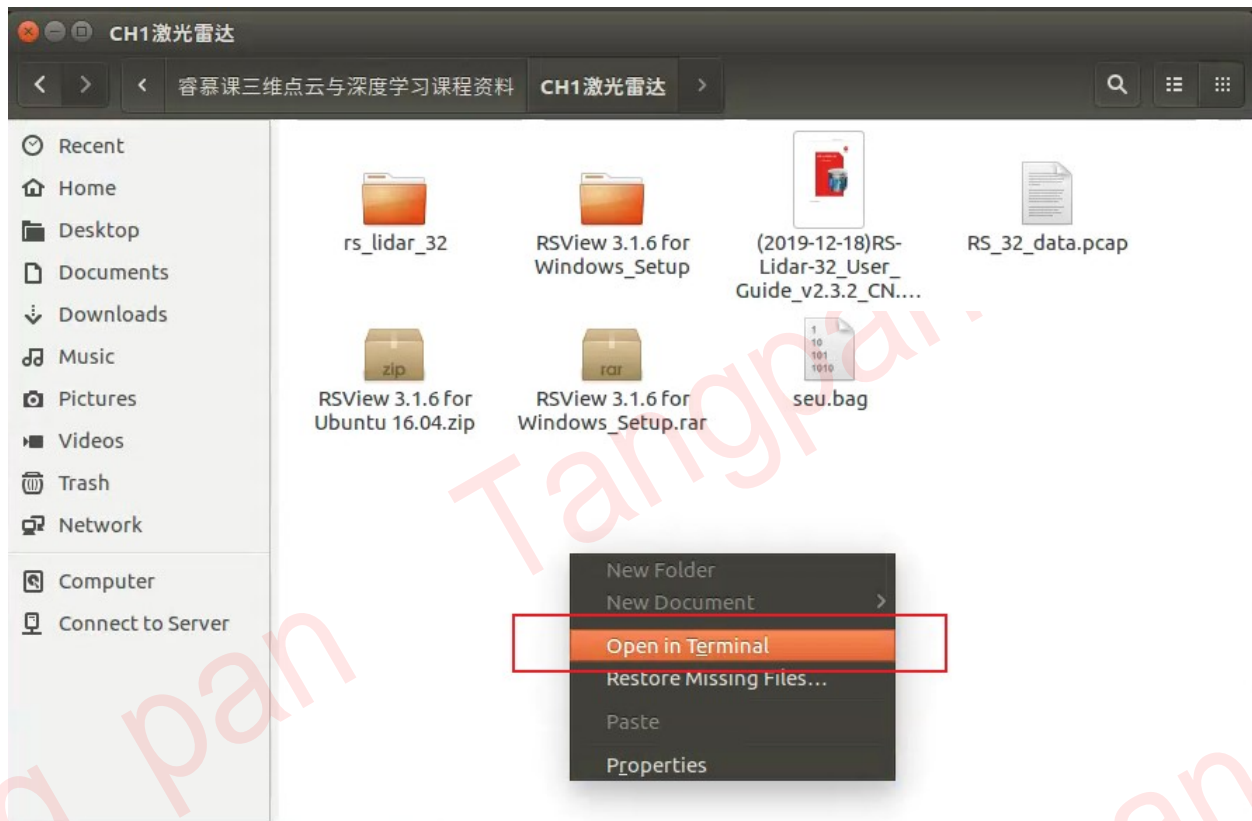 CH1激光雷达
睿慕课三维点云与深度学习课程资料 CH1激光雷达
Recent
Home
Desktop
Documents
Downloads
Music
Pictures
Videos
Trash
Network
Computer
Connect to Server
rs_lidar_32
RSView 3.1.6 for
Windows_Setup
(2019-12-18)RS-
Lidar-32_User_
Guide_v2.3.2_CN....
RS_32_data.pcap
zip
RSView 3.1.6 for
Ubuntu 16.04.zip
rar
RSView 3.1.6 for
Windows_Setup.rar
1
10
101
1010
seu.bag
New Folder
New Document
Open in Terminal
Restore Missing Files...
Paste
Properties
Tangpan
g pan
an